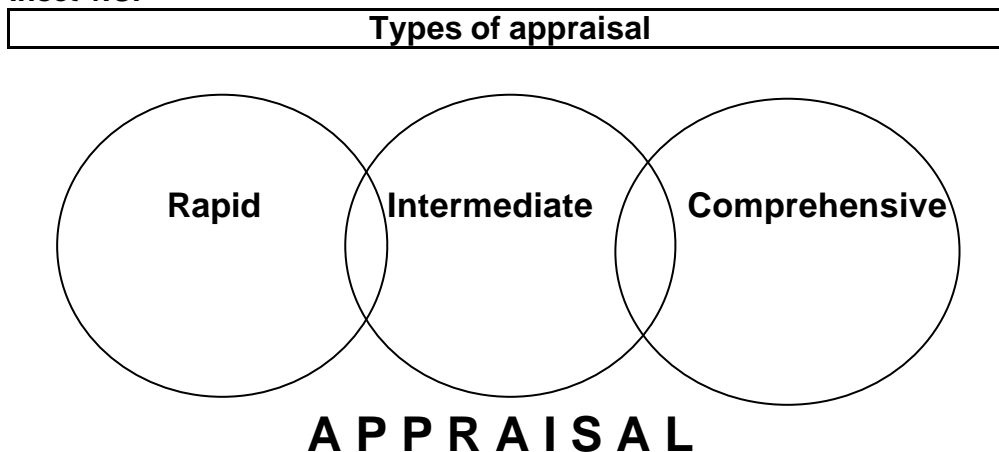 Types of appraisal
Rapid
Intermediate
Comprehensive
A P P R A I S A L